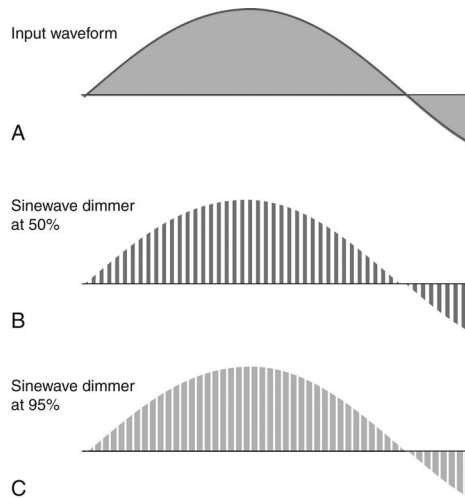 Input waveform
A
Sinewave dimmer
at 50%
B
Sinewave dimmer
at 95%
C